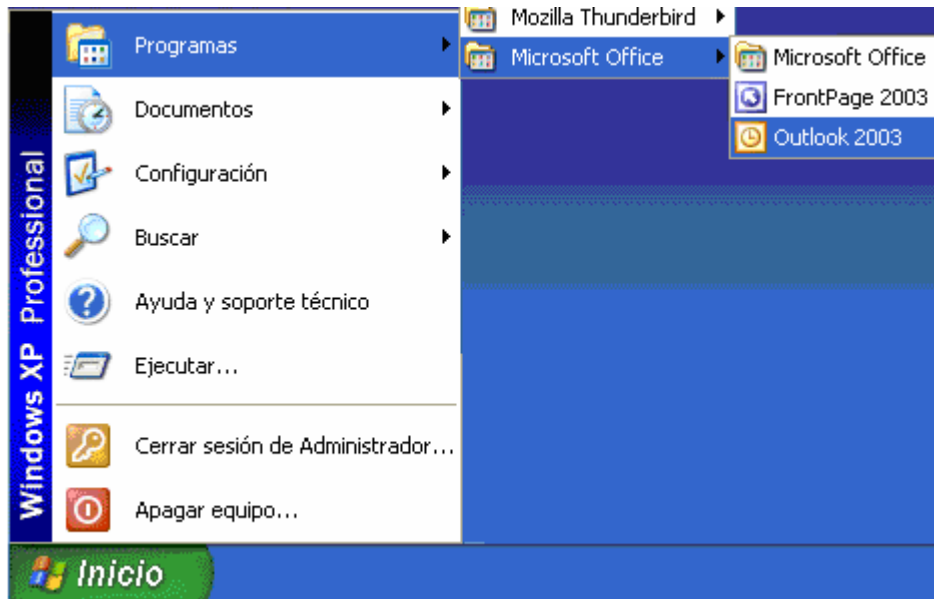 Mozilla Thunderbird
Programas
Microsoft Office
Microsoft Office
FrontPage 2003
Outlook 2003
Documentos
Configuración
Buscar
Ayuda y soporte técnico
Ejecutar...
Cerrar sesión de Administrador...
Apagar equipo...
Windows XP Professional
Inicio